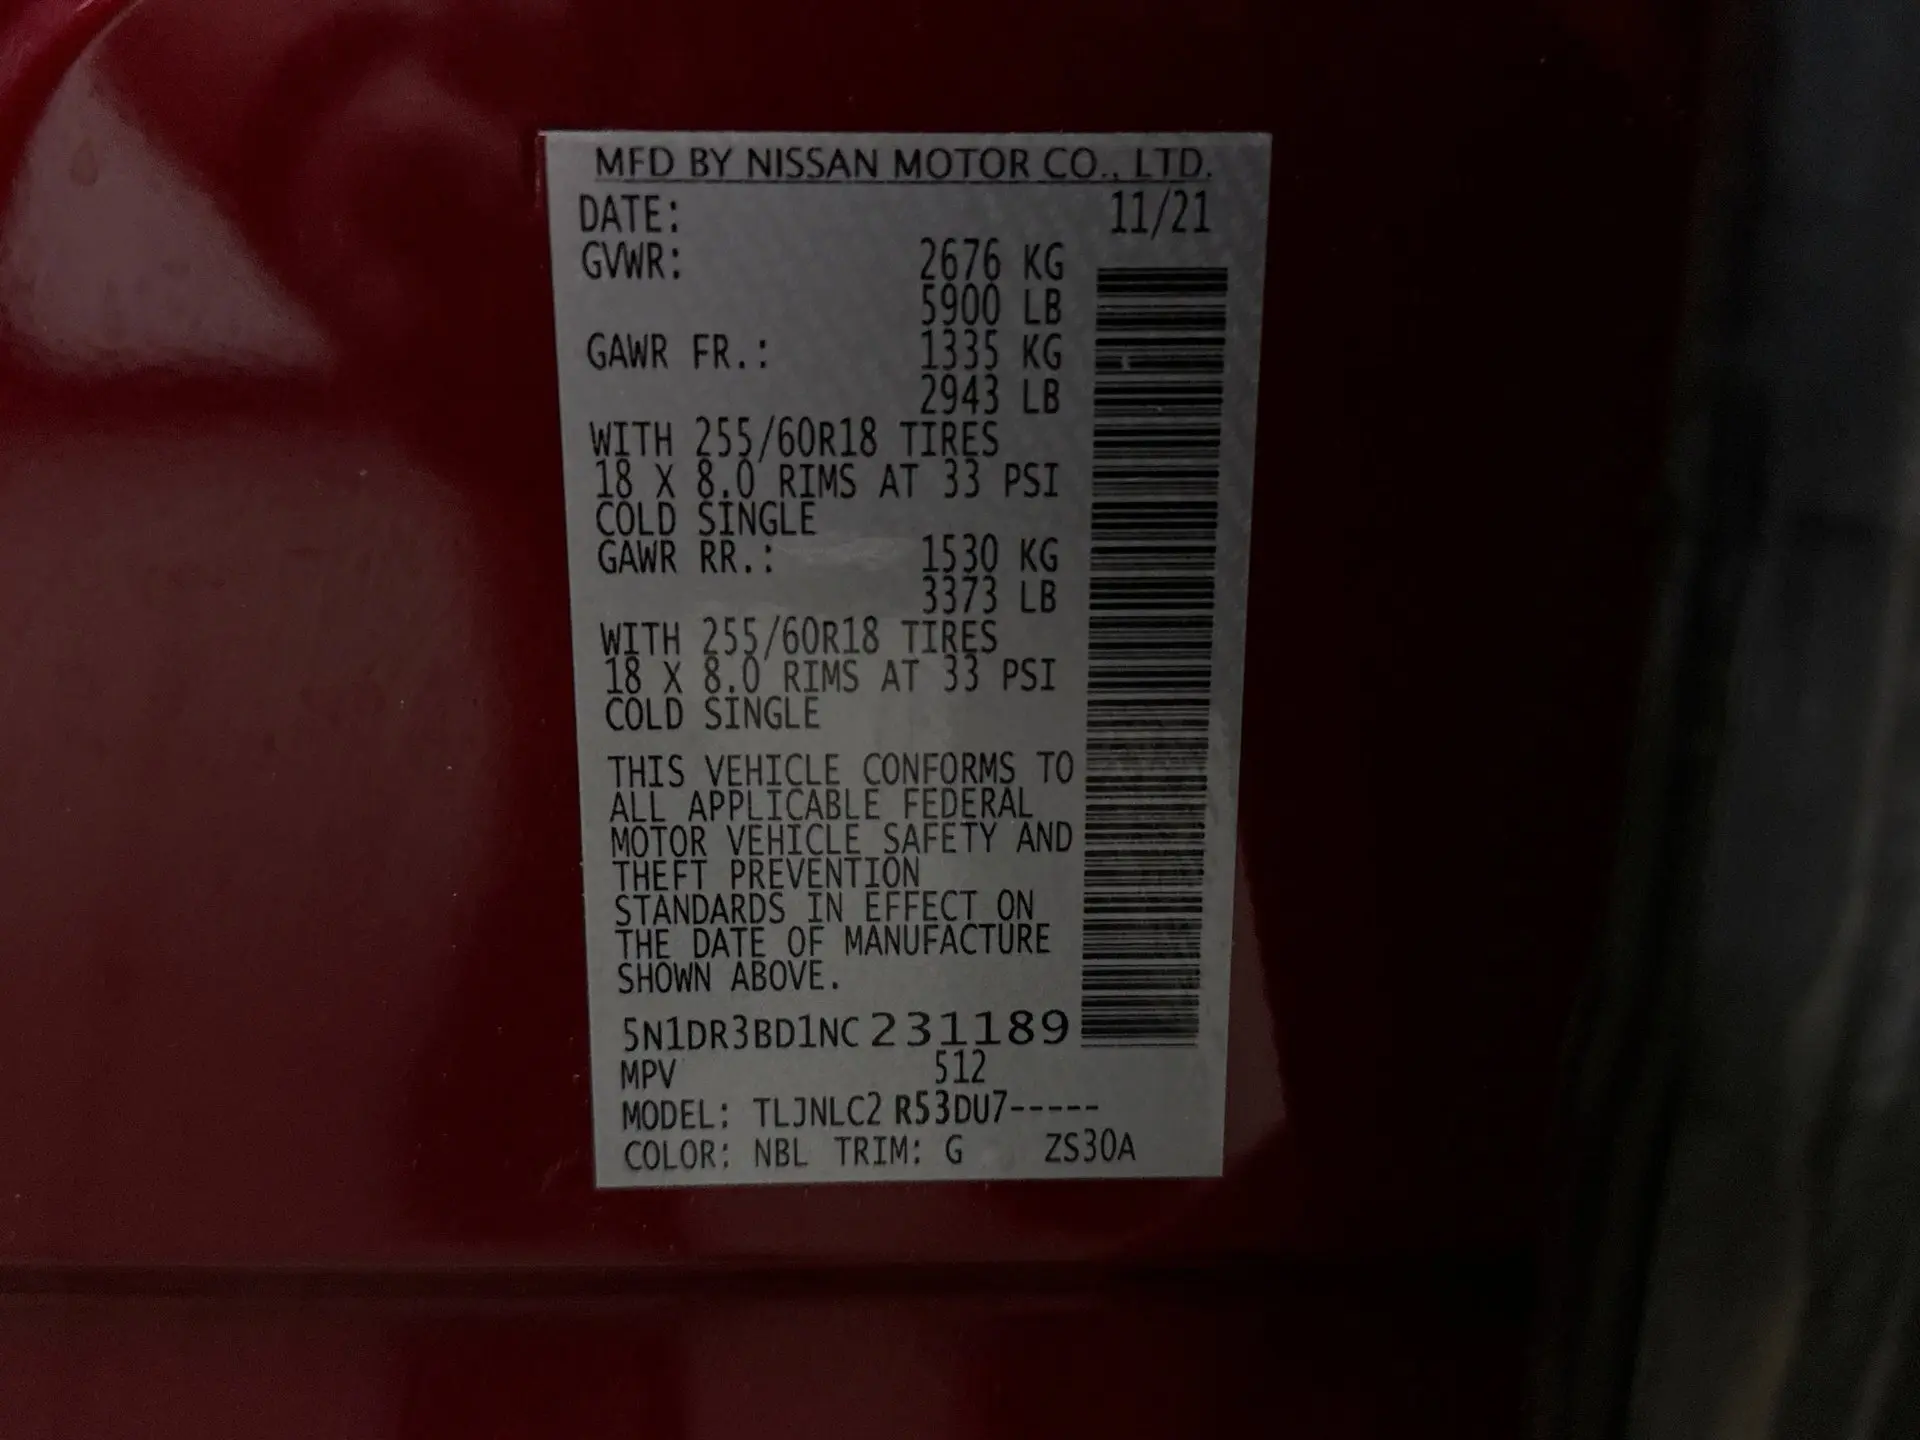 MFD BY NISSAN MOTOR CO., LTD.
DATE: 11/21
GVWR: 2676 KG
5900 LB
GAWR FR.: 1335 KG
2943 LB
WITH 255/60R18 TIRES
18 X 8.0 RIMS AT 33 PSI
COLD SINGLE
GAWR RR.: 1530 KG
3373 LB
WITH 255/60R18 TIRES
18 X 8.0 RIMS AT 33 PSI
COLD SINGLE
THIS VEHICLE CONFORMS TO
ALL APPLICABLE FEDERAL
MOTOR VEHICLE SAFETY AND
THEFT PREVENTION
STANDARDS IN EFFECT ON
THE DATE OF MANUFACTURE
SHOWN ABOVE.
5N1DR3BD1NC231189
MPV 512
MODEL: TLJNLC2 R53DU7-----
COLOR: NBL TRIM: G ZS30A